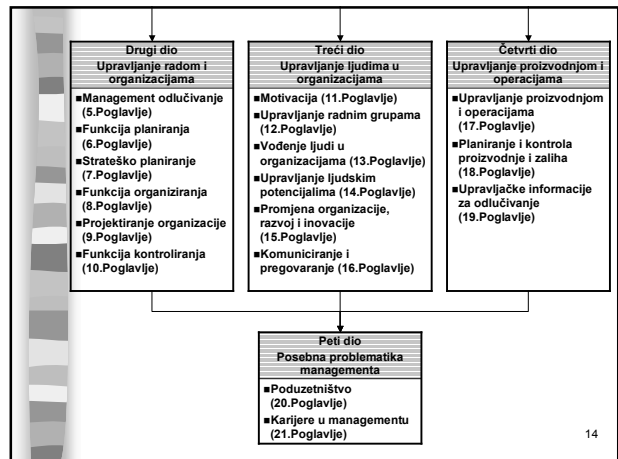 Drugi dio
Upravljanje radom i
organizacijama
■Management odlučivanje
(5.Poglavlje)
■Funkcija planiranja
(6.Poglavlje)
■Strateško planiranje
(7.Poglavlje)
■Funkcija organiziranja
(8.Poglavlje)
■Projektiranje organizacije
(9.Poglavlje)
■Funkcija kontroliranja
(10.Poglavlje)
Treći dio
Upravljanje ljudima u
organizacijama
■Motivacija (11.Poglavlje)
■Upravljanje radnim grupama
(12.Poglavlje)
■Vođenje ljudi u
organizacijama (13.Poglavlje)
■Upravljanje ljudskim
potencijalima (14.Poglavlje)
■Promjena organizacije,
razvoj i inovacije
(15.Poglavlje)
■Komuniciranje i
pregovaranje (16.Poglavlje)
Četvrti dio
Upravljanje proizvodnjom i
operacijama
■Upravljanje proizvodnjom
i operacijama
(17.Poglavlje)
■Planiranje i kontrola
proizvodnje i zaliha
(18.Poglavlje)
■Upravljačke informacije
za odlučivanje
(19.Poglavlje)
Peti dio
Posebna problematika
managementa
■Poduzetništvo
(20.Poglavlje)
■Karijere u managementu
(21.Poglavlje)
14